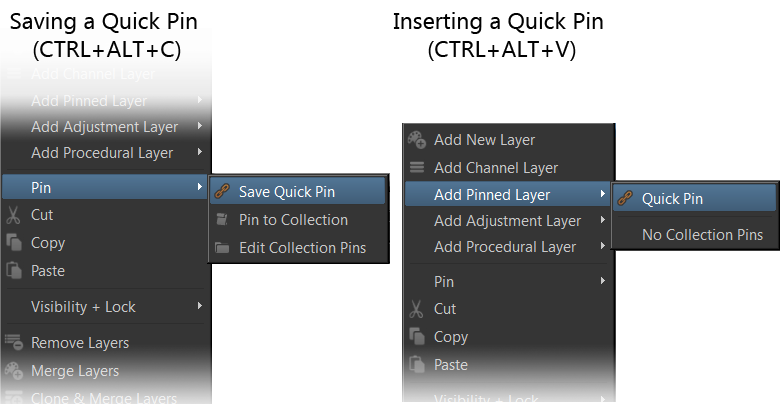 Saving a Quick Pin
(CTRL+ALT+C)
Add Channel Layer
Add Pinned Layer
Add Adjustment Layer
Add Procedural Layer
Pin
Save Quick Pin
Cut
Pin to Collection
Copy
Edit Collection Pins
Paste
Visibility + Lock
Remove Layers
Merge Layers
Clone & Merge Layers
Inserting a Quick Pin
(CTRL+ALT+V)
Add New Layer
Add Channel Layer
Add Pinned Layer
Quick Pin
Add Adjustment Layer
No Collection Pins
Add Procedural Layer
Pin
Cut
Copy
Paste
Visibility + Lock